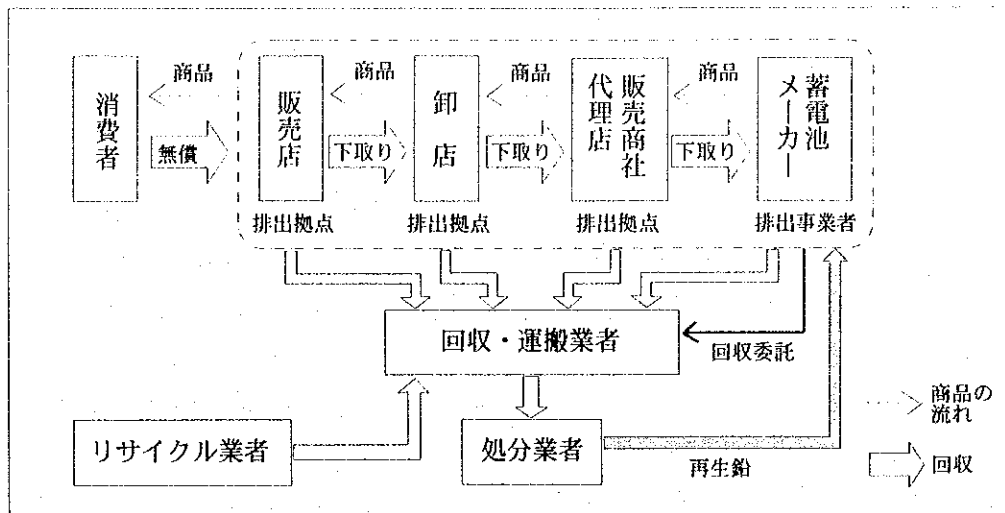 商品
商品
商品
商品
消費者
無償
販売店
下取り
卸店
下取り
販売商社
代理店
下取り
蓄電池
メーカー
排出拠点
排出拠点
排出拠点
排出事業者
回収・運搬業者
回収委託
商品の
流れ
リサイクル業者
処分業者
再生鉛
回収